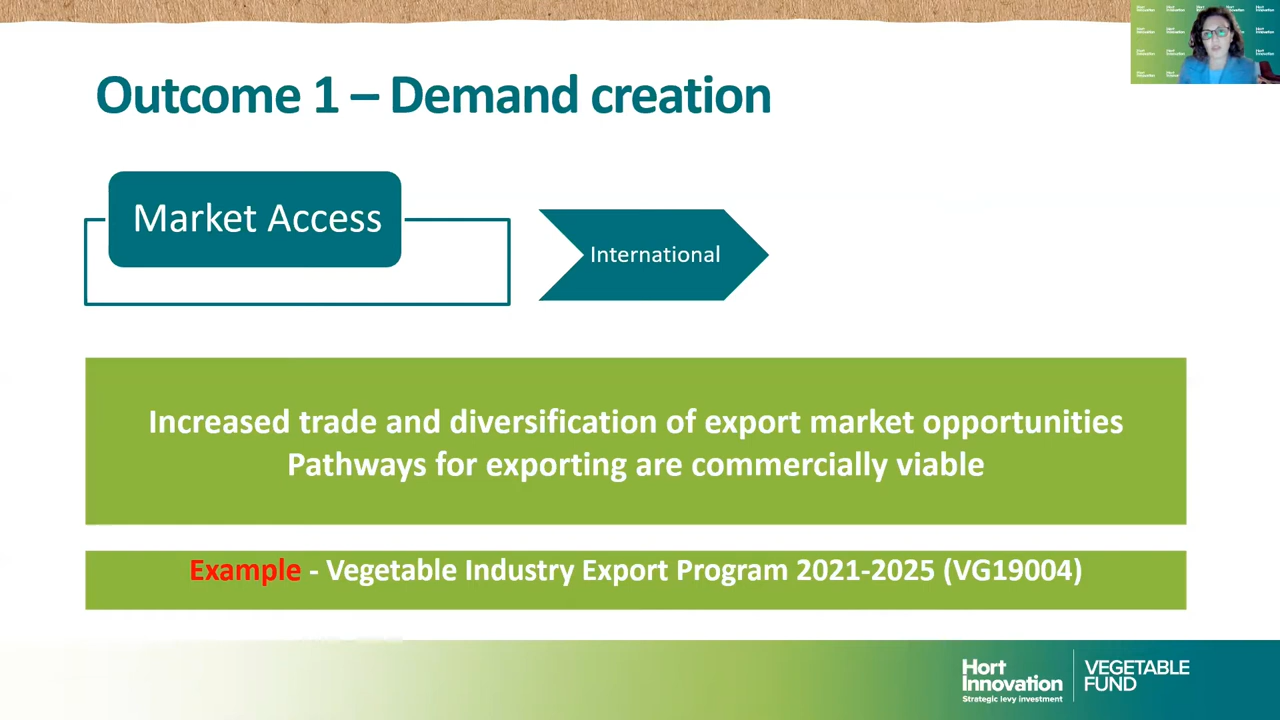 Outcome 1 – Demand creation
Market Access
International
Increased trade and diversification of export market opportunities
Pathways for exporting are commercially viable
Example - Vegetable Industry Export Program 2021-2025 (VG19004)
Hort
Innovation
Strategic levy investment
VEGETABLE
FUND